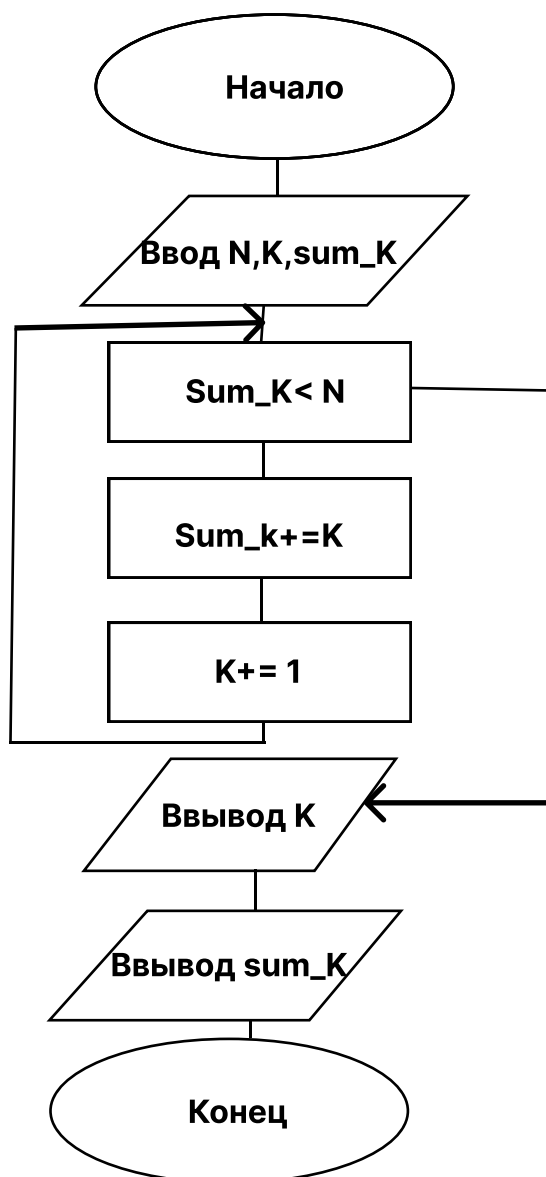 Начало
Ввод N,K,sum_K
Sum_K< N
Sum_k+=K
K+= 1
Ввывод K
Ввывод sum_K
Конец